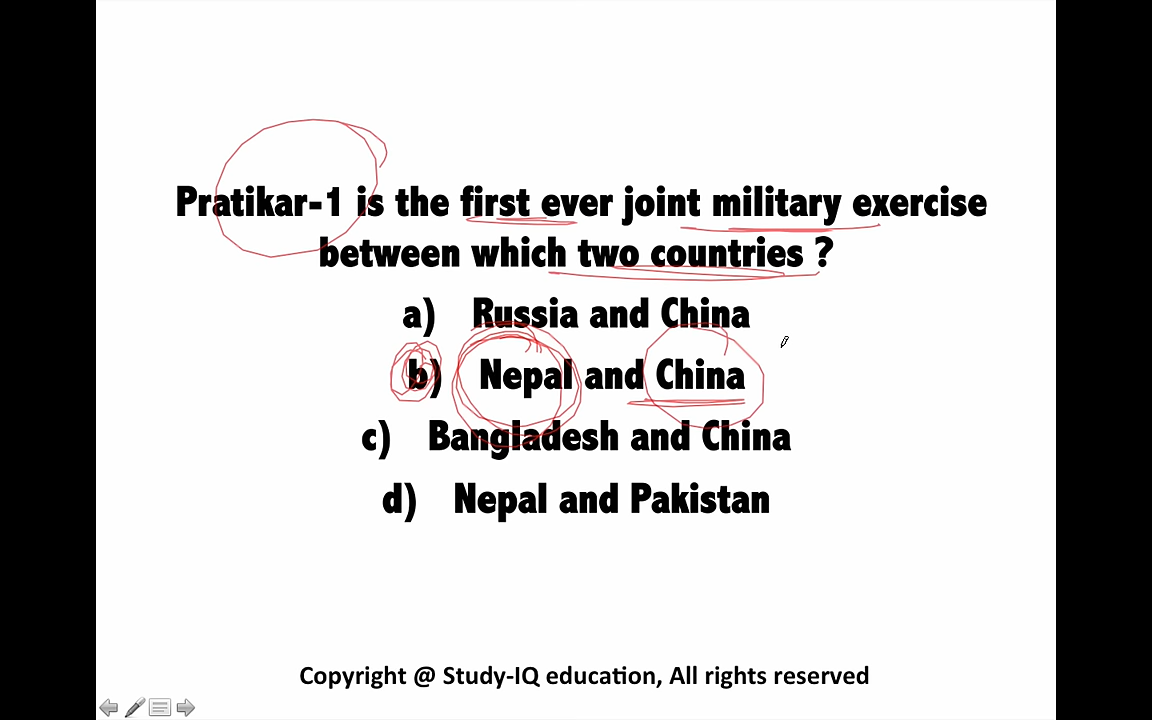 Pratikar-1 is the first ever joint military exercise
between which two countries ?
a) Russia and China
b) Nepal and China
c) Bangladesh and China
d) Nepal and Pakistan
Copyright @ Study-IQ education, All rights reserved